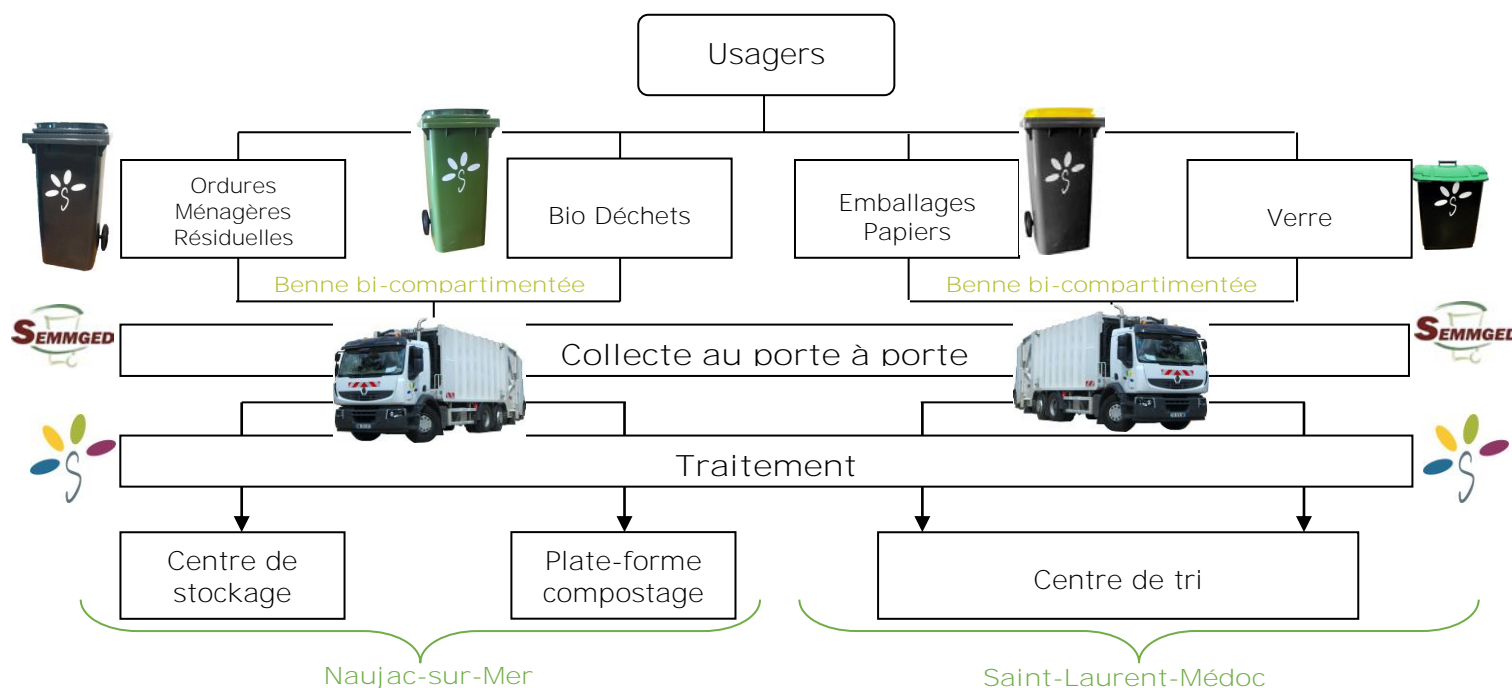 Usagers
Ordures
Ménagères
Résiduelles
Bio Déchets
Emballages
Papiers
Verre
Benne bi-compartimentée
Benne bi-compartimentée
SEMMGED
Collecte au porte à porte
SEMMGED
Traitement
Centre de
stockage
Plate-forme
compostage
Centre de tri
Naujac-sur-Mer
Saint-Laurent-Médoc